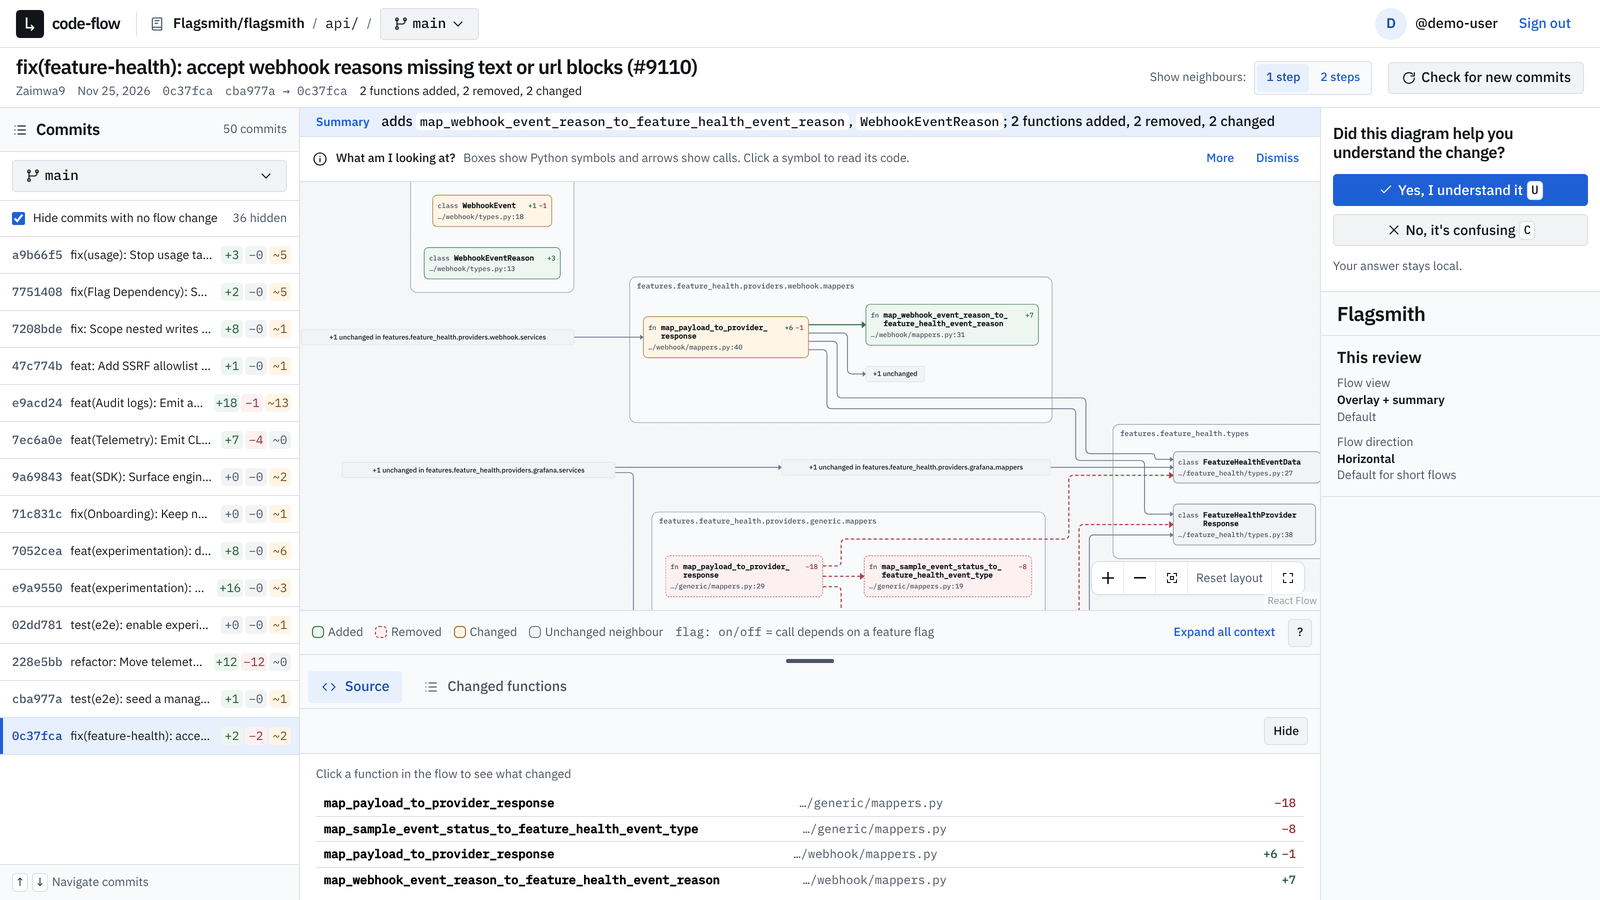 code-flow
Flagsmith/flagsmith / api/ / main
D @demo-user Sign out
fix(feature-health): accept webhook reasons missing text or url blocks (#9110)
Zaimwa9 Nov 25, 2026 0c37fca cba977a → 0c37fca 2 functions added, 2 removed, 2 changed
Show neighbours: 1 step 2 steps Check for new commits
Commits 50 commits
main
Hide commits with no flow change 36 hidden
a9b66f5 fix(usage): Stop usage ta... +3 −0 ~5
7751408 fix(Flag Dependency): S... +2 −0 ~5
7208bde fix: Scope nested writes ... +8 −0 ~1
47c774b feat: Add SSRF allowlist ... +1 −0 ~1
e9acd24 feat(Audit logs): Emit a... +18 −1 ~13
7ec6a0e feat(Telemetry): Emit CL... +7 −4 ~0
9a69843 feat(SDK): Surface engin... +0 −0 ~2
71c831c fix(Onboarding): Keep n... +0 −0 ~1
7052cea feat(experimentation): d... +8 −0 ~6
e9a9550 feat(experimentation): ... +16 −0 ~3
02dd781 test(e2e): enable experi... +0 −0 ~1
228e5bb refactor: Move telemet... +12 −12 ~0
cba977a test(e2e): seed a manag... +1 −0 ~1
0c37fca fix(feature-health): acce... +2 −2 ~2
↑ ↓ Navigate commits
Summary adds map_webhook_event_reason_to_feature_health_event_reason, WebhookEventReason; 2 functions added, 2 removed, 2 changed
What am I looking at? Boxes show Python symbols and arrows show calls. Click a symbol to read its code. More Dismiss
class WebhookEvent +1 −1
…/webhook/types.py:18
class WebhookEventReason +3
…/webhook/types.py:13
features.feature_health.providers.webhook.mappers
+1 unchanged in features.feature_health.providers.webhook.services
fn map_payload_to_provider_ +6 −1
response
…/webhook/mappers.py:40
fn map_webhook_event_reason_to_ +7
feature_health_event_reason
…/webhook/mappers.py:31
+1 unchanged
features.feature_health.types
+1 unchanged in features.feature_health.providers.grafana.services
+1 unchanged in features.feature_health.providers.grafana.mappers
class FeatureHealthEventData
…/feature_health/types.py:27
class FeatureHealthProvider
Response
…/feature_health/types.py:38
features.feature_health.providers.generic.mappers
fn map_payload_to_provider_ −18
response
…/generic/mappers.py:29
fn map_sample_event_status_to_ −8
feature_health_event_type
…/generic/mappers.py:19
Reset layout
React Flow
Added Removed Changed Unchanged neighbour flag: on/off = call depends on a feature flag Expand all context ?
Source Changed functions
Hide
Click a function in the flow to see what changed
map_payload_to_provider_response …/generic/mappers.py −18
map_sample_event_status_to_feature_health_event_type …/generic/mappers.py −8
map_payload_to_provider_response …/webhook/mappers.py +6 −1
map_webhook_event_reason_to_feature_health_event_reason …/webhook/mappers.py +7
Did this diagram help you
understand the change?
Yes, I understand it U
No, it's confusing C
Your answer stays local.
Flagsmith
This review
Flow view
Overlay + summary
Default
Flow direction
Horizontal
Default for short flows